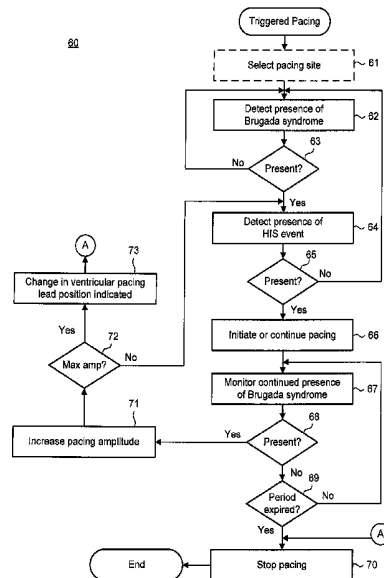 60
Triggered Pacing
Select pacing site
61
Detect presence of
Brugada syndrome
62
63
Present?
No
Yes
Detect presence of
HIS event
64
65
Present?
No
Yes
Initiate or continue pacing
66
Monitor continued presence
of Brugada syndrome
67
68
Present?
Yes
No
69
Period
expired?
No
Yes
A
Stop pacing
70
End
71
Increase pacing amplitude
72
Max amp?
No
Yes
73
Change in ventricular pacing
lead position indicated
A